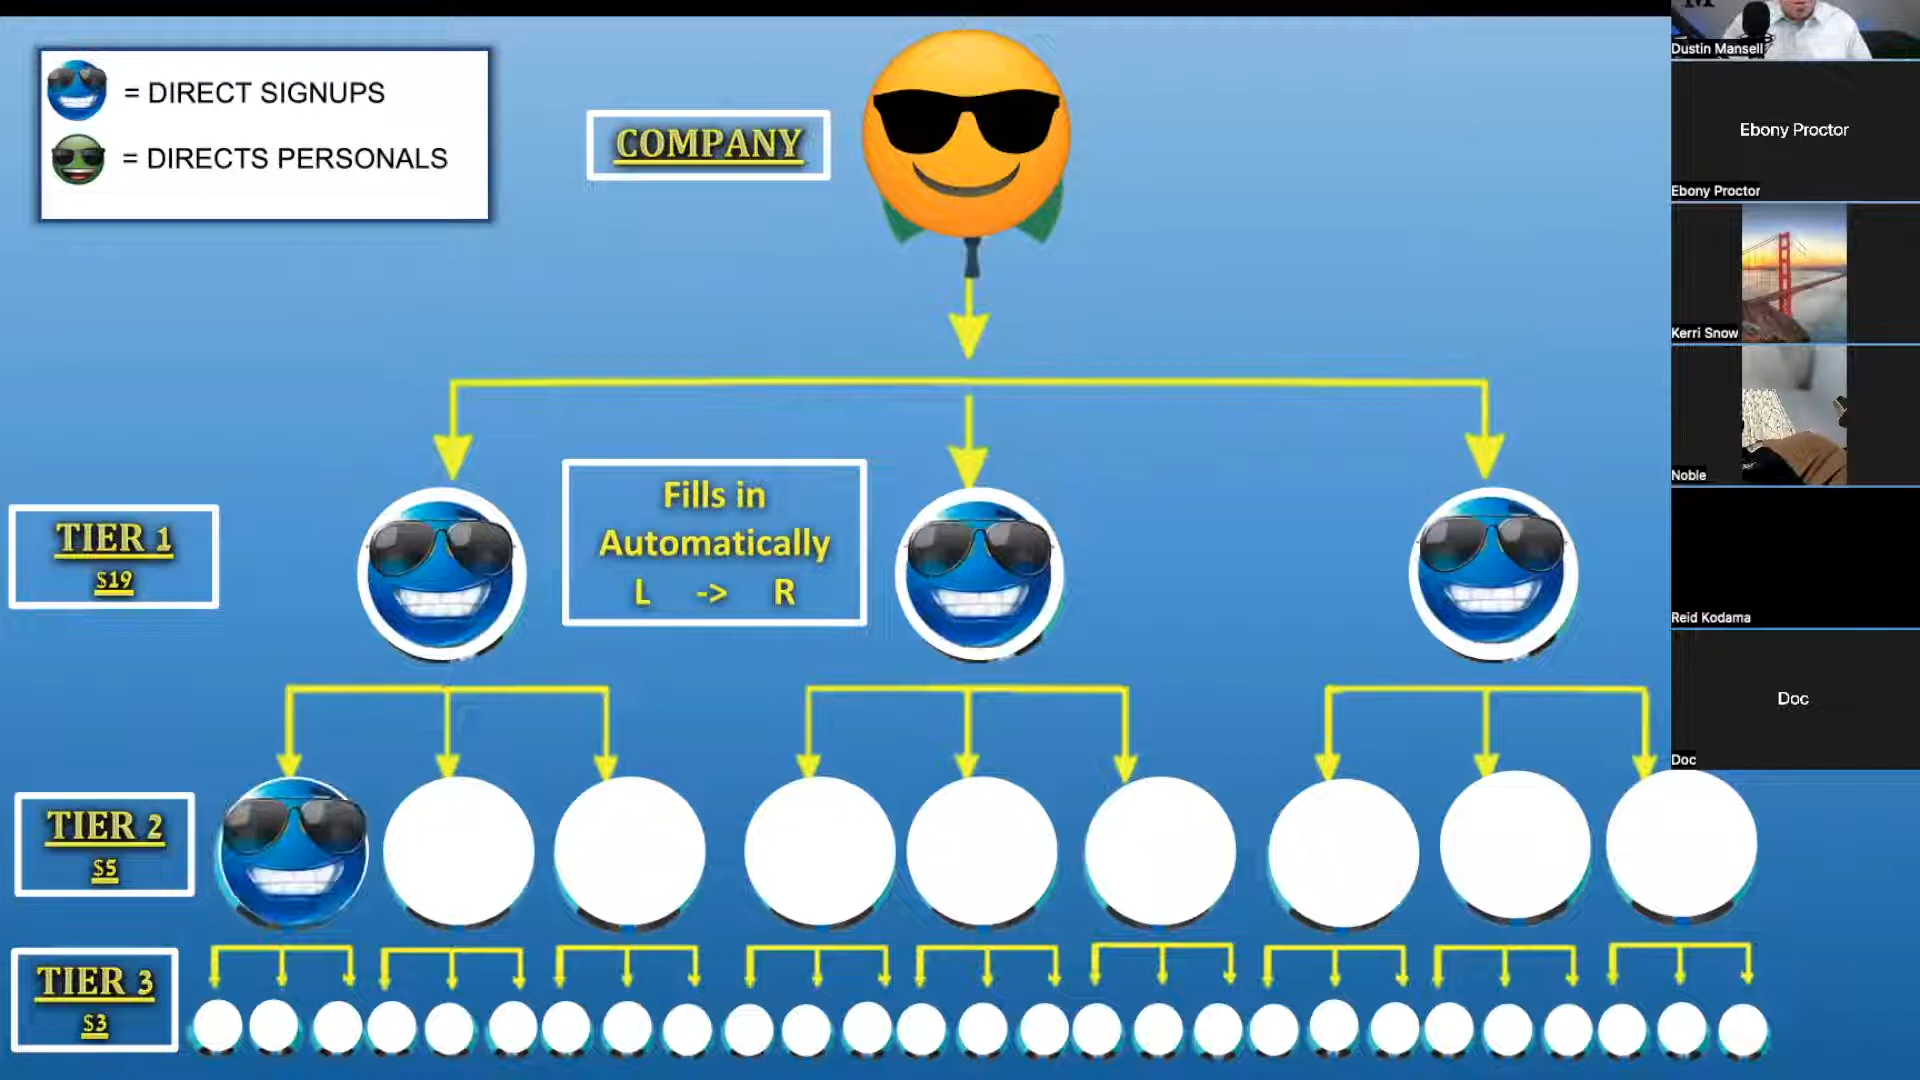 = DIRECT SIGNUPS
= DIRECTS PERSONALS
COMPANY
Fills in
Automatically
L -> R
TIER 1
$19
TIER 2
$5
TIER 3
$3
Dustin Mansell
Ebony Proctor
Ebony Proctor
Kerri Snow
Noble
Reid Kodama
Doc
Doc